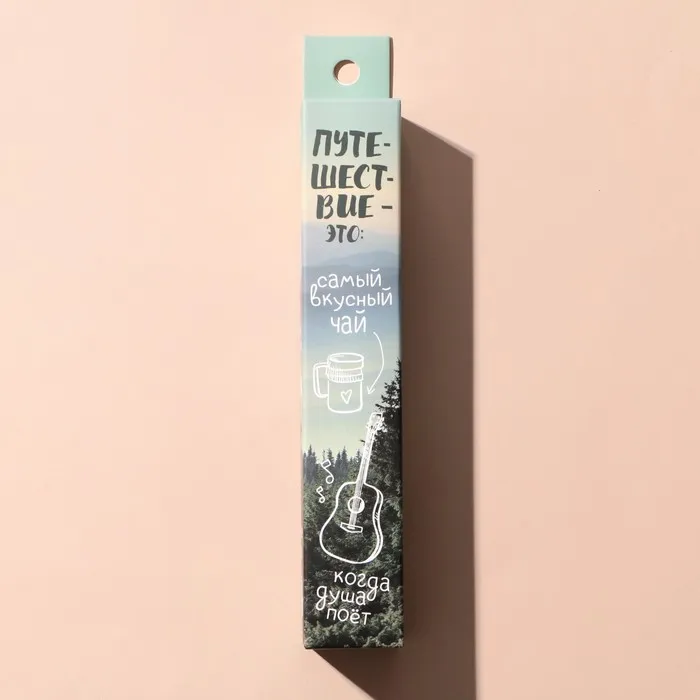 ПУТЕ-
ШЕСТ-
ВИЕ -
ЭТО:
самый
вкусный
чай
когда
душа
поёт